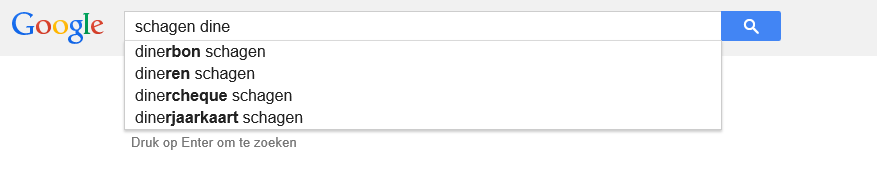 Google
schagen dine
dinerbon schagen
dineren schagen
dinercheque schagen
dinerjaarkaart schagen
Druk op Enter om te zoeken